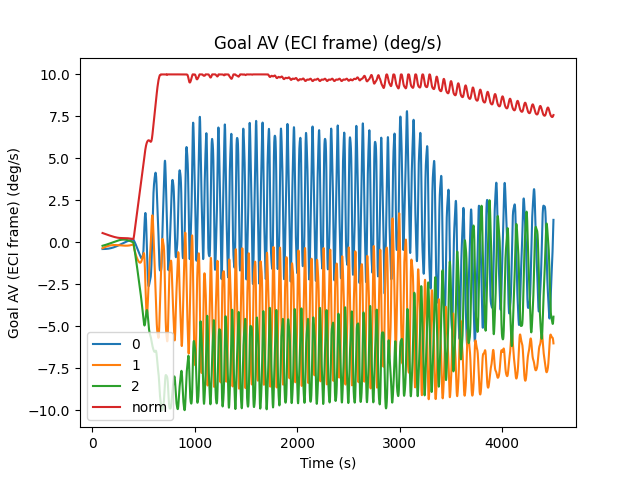 Goal AV (ECI frame) (deg/s)
Goal AV (ECI frame) (deg/s)
10.0
7.5
5.0
2.5
0.0
−2.5
−5.0
−7.5
−10.0
0
1
2
norm
0 1000 2000 3000 4000
Time (s)